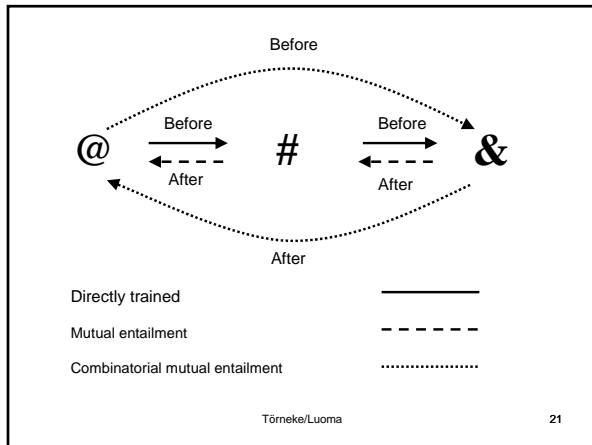 Before
Before Before
@ # &
After After
After
Directly trained
Mutual entailment
Combinatorial mutual entailment
Törneke/Luoma 21